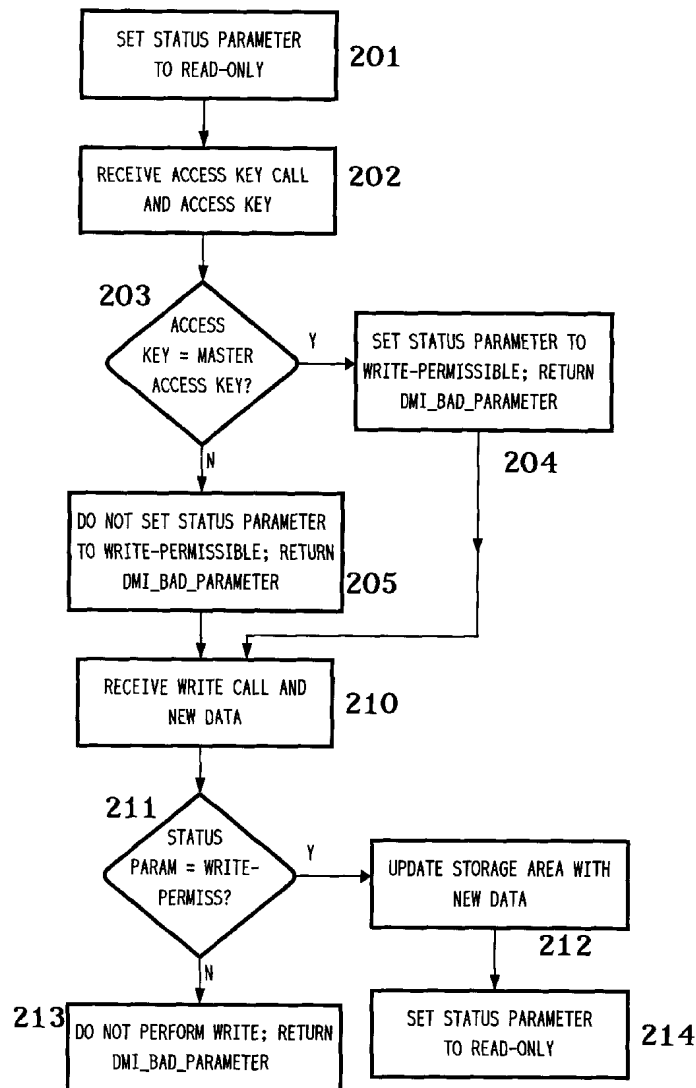 SET STATUS PARAMETER
TO READ-ONLY
201
RECEIVE ACCESS KEY CALL
AND ACCESS KEY
202
203
ACCESS
KEY = MASTER
ACCESS KEY?
Y
N
SET STATUS PARAMETER TO
WRITE-PERMISSIBLE; RETURN
DMI_BAD_PARAMETER
204
DO NOT SET STATUS PARAMETER
TO WRITE-PERMISSIBLE; RETURN
DMI_BAD_PARAMETER
205
RECEIVE WRITE CALL AND
NEW DATA
210
211
STATUS
PARAM = WRITE-
PERMISS?
Y
N
UPDATE STORAGE AREA WITH
NEW DATA
212
213
DO NOT PERFORM WRITE; RETURN
DMI_BAD_PARAMETER
SET STATUS PARAMETER
TO READ-ONLY
214